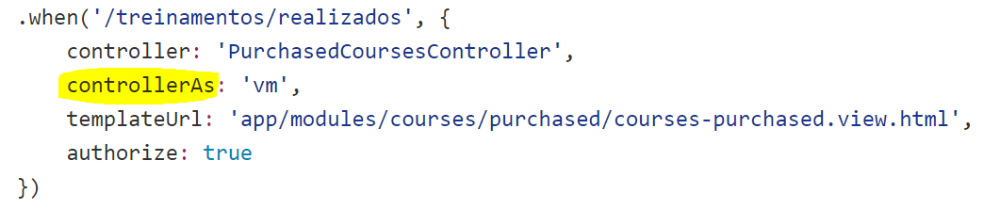 .when('/treinamentos/realizados', {
    controller: 'PurchasedCoursesController',
    controllerAs: 'vm',
    templateUrl: 'app/modules/courses/purchased/courses-purchased.view.html',
    authorize: true
})